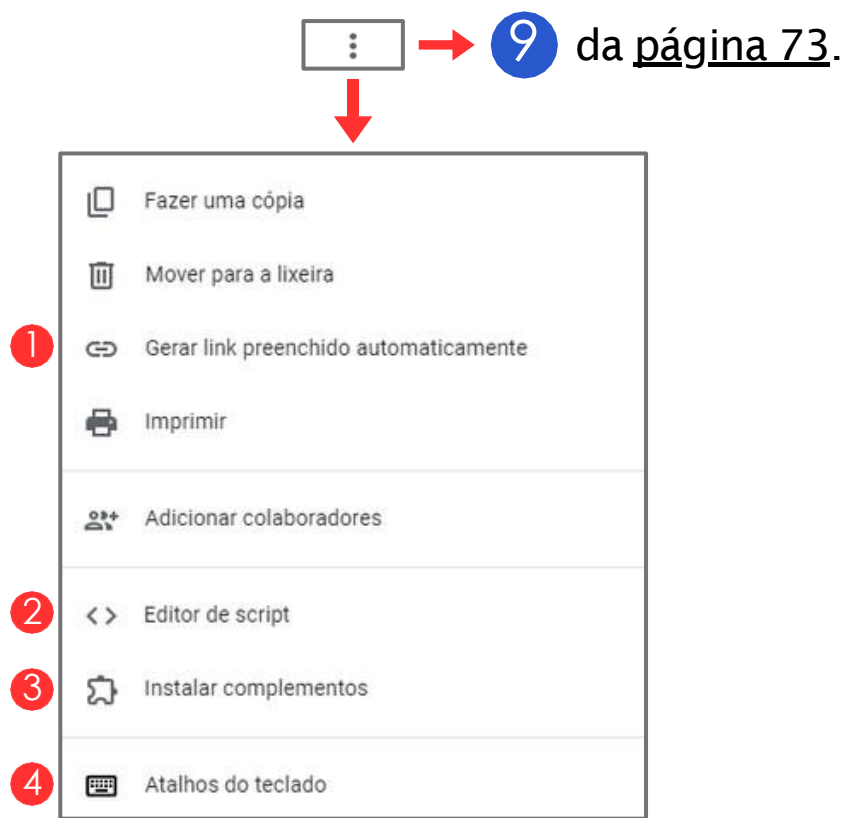 9 da página 73.
Fazer uma cópia
Mover para a lixeira
1 Gerar link preenchido automaticamente
Imprimir
Adicionar colaboradores
2 Editor de script
3 Instalar complementos
4 Atalhos do teclado